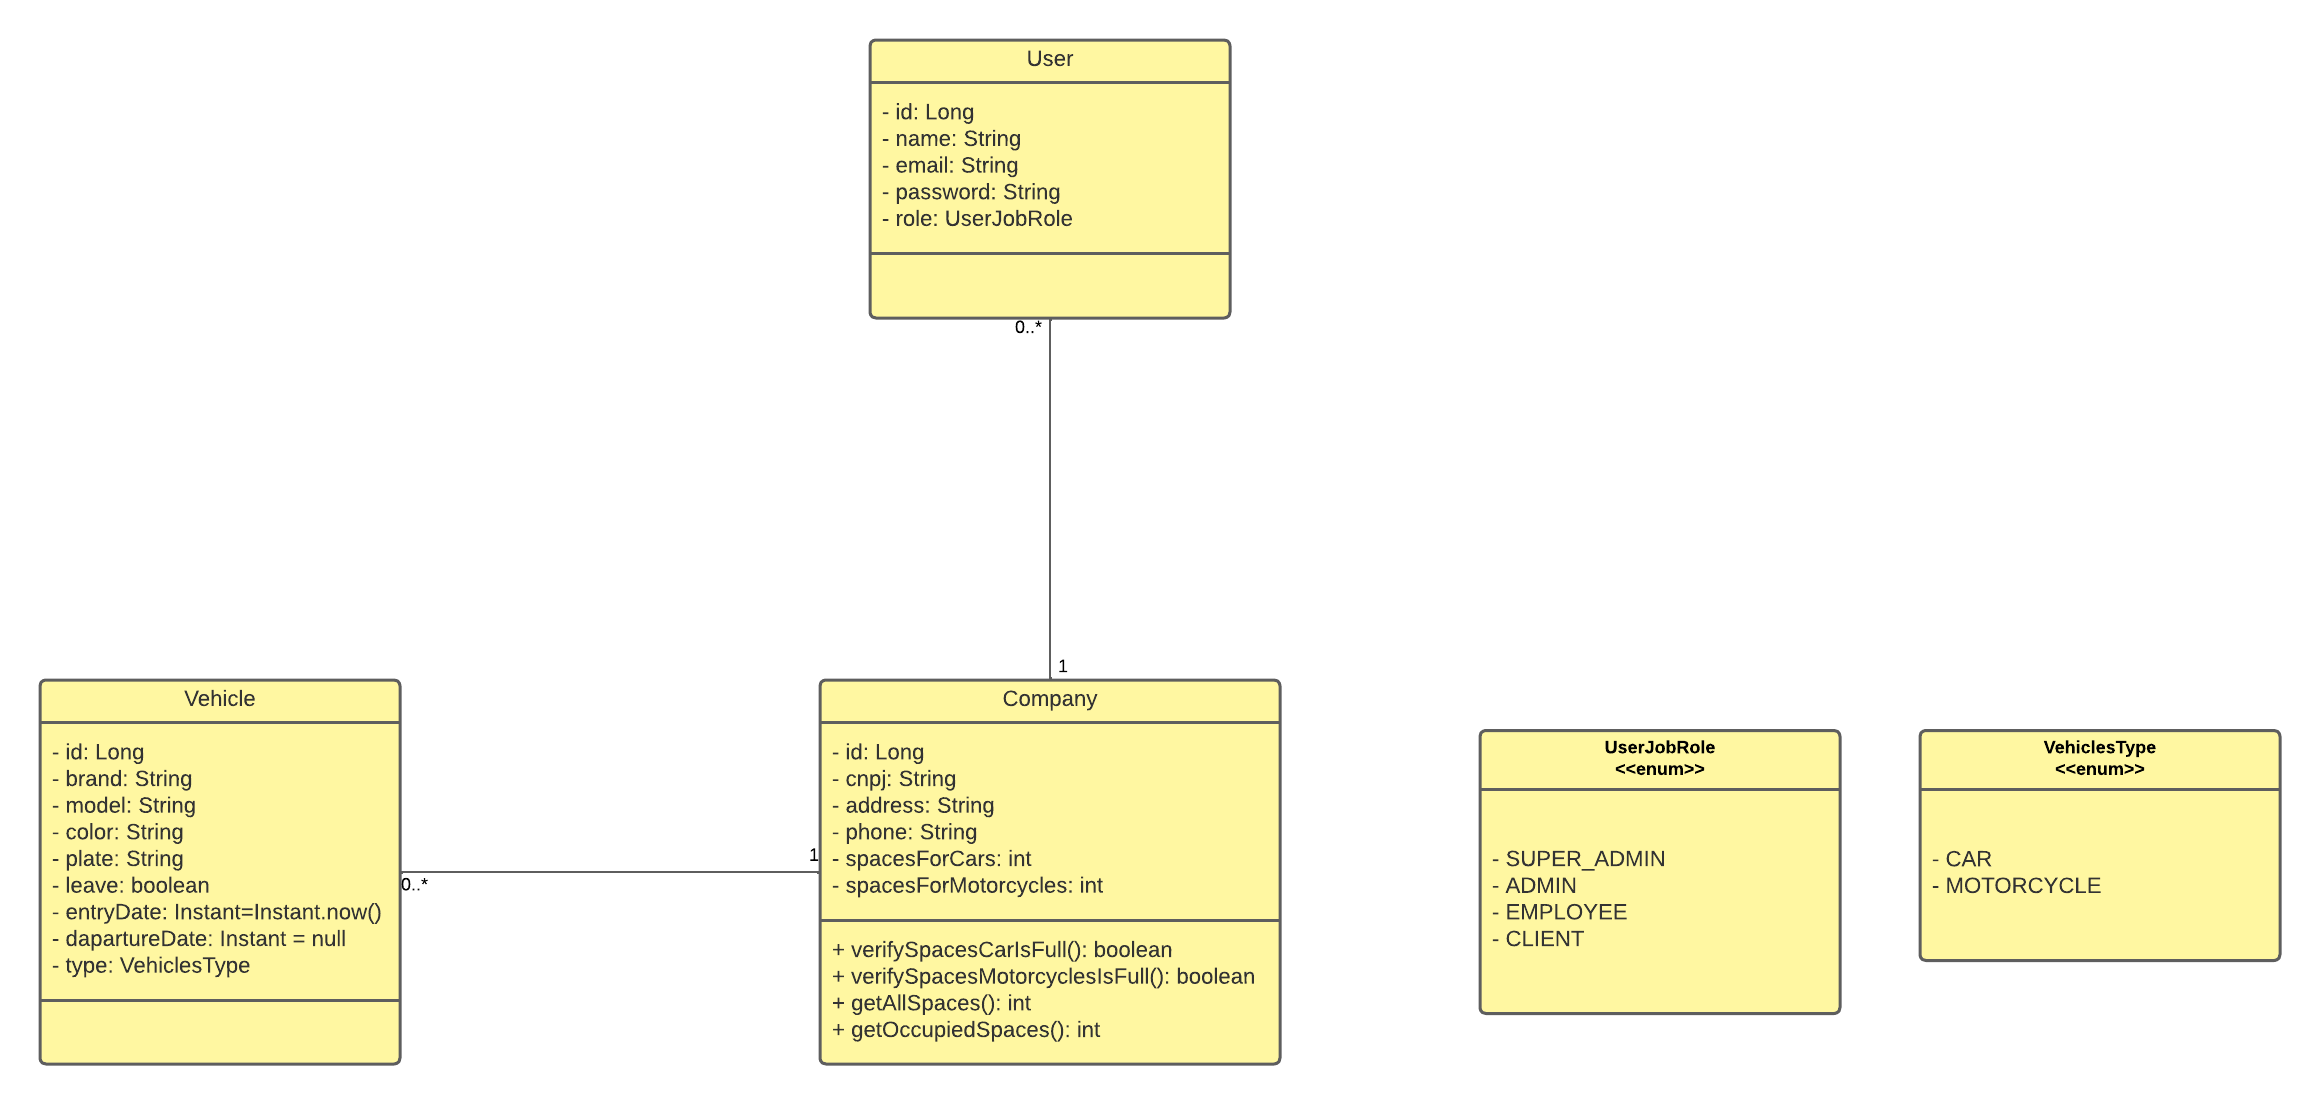 User
- id: Long
- name: String
- email: String
- password: String
- role: UserJobRole
0..*
1
Vehicle
- id: Long
- brand: String
- model: String
- color: String
- plate: String
- leave: boolean
- entryDate: Instant=Instant.now()
- dapartureDate: Instant = null
- type: VehiclesType
0..*
1
Company
- id: Long
- cnpj: String
- address: String
- phone: String
- spacesForCars: int
- spacesForMotorcycles: int
+ verifySpacesCarIsFull(): boolean
+ verifySpacesMotorcyclesIsFull(): boolean
+ getAllSpaces(): int
+ getOccupiedSpaces(): int
UserJobRole
<<enum>>
- SUPER_ADMIN
- ADMIN
- EMPLOYEE
- CLIENT
VehiclesType
<<enum>>
- CAR
- MOTORCYCLE